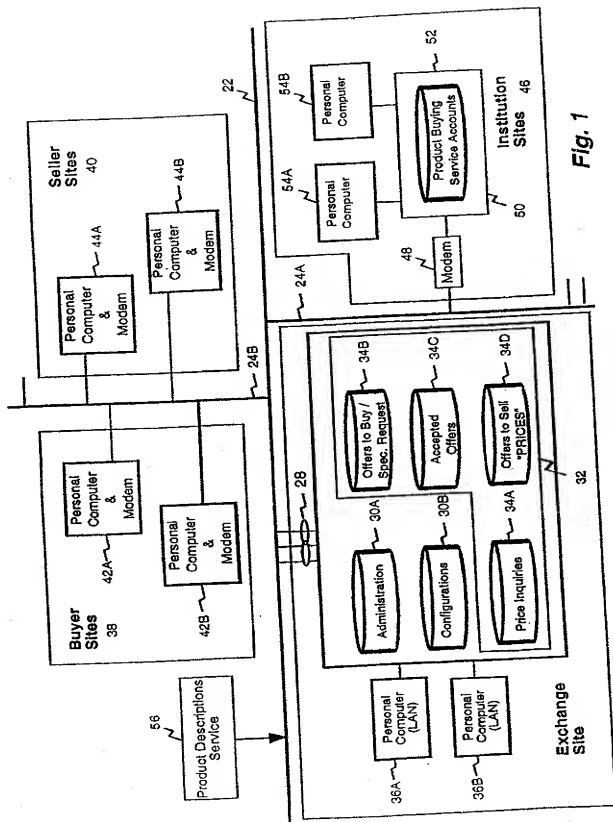 56
Product Descriptions
Service
Buyer
Sites
38
42A
Personal
Computer
&
Modem
42B
Personal
Computer
&
Modem
24B
Seller
Sites
40
44A
Personal
Computer
&
Modem
44B
Personal
Computer
&
Modem
22
28
24A
Administration
30A
Configurations
30B
Price Inquiries
34A
Offers to Buy /
Spec. Request
34B
Accepted
Offers
34C
Offers to Sell
"PRICES"
34D
32
Personal
Computer
(LAN)
36A
Personal
Computer
(LAN)
36B
Exchange
Site
54A
Personal
Computer
54B
Personal
Computer
48
Modem
Product Buying
Service Accounts
52
50
Institution
Sites 46
Fig. 1